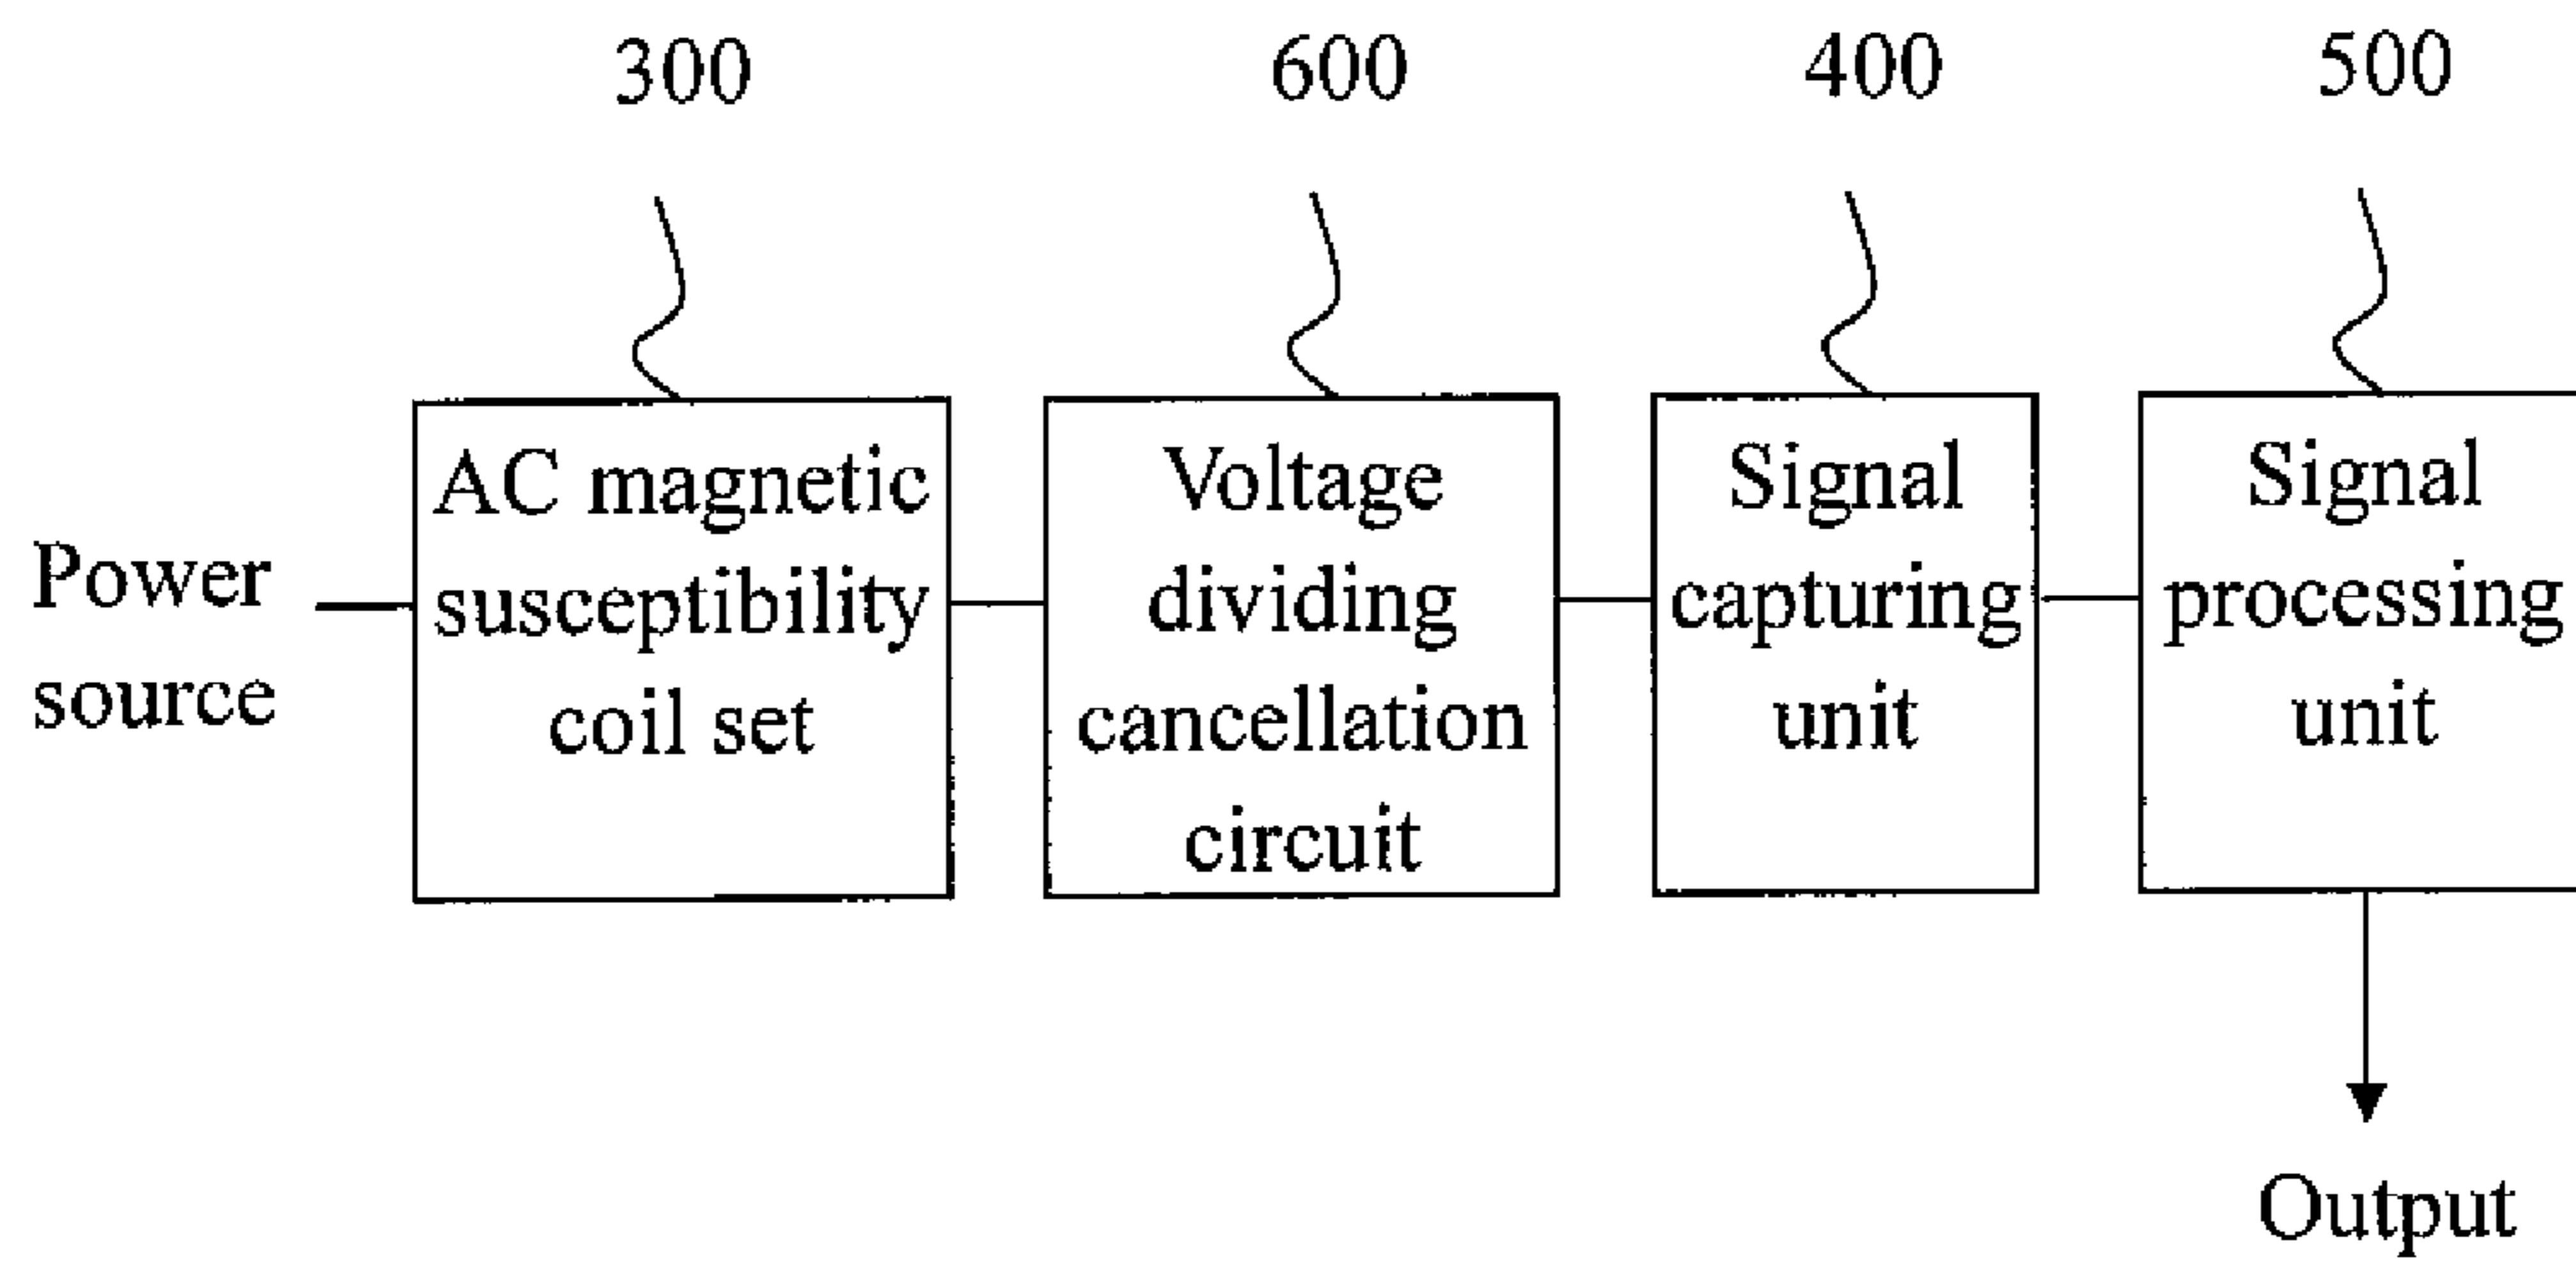 300
600
400
500
Power
source
AC magnetic
susceptibility
coil set
Voltage
dividing
cancellation
circuit
Signal
capturing
unit
Signal
processing
unit
Output